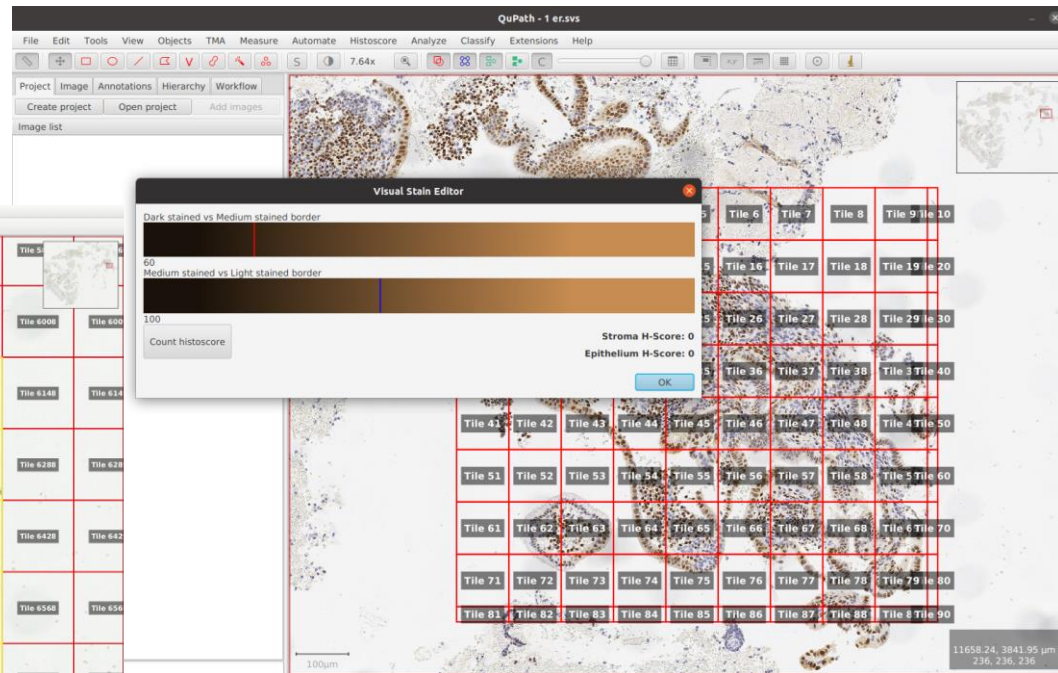 QuPath - 1 er.svs
File Edit Tools View Objects TMA Measure Automate Histoscore Analyze Classify Extensions Help
S 7.64x C
Project Image Annotations Hierarchy Workflow
Create project Open project Add images
Image list
Visual Stain Editor
Dark stained vs Medium stained border
60
Medium stained vs Light stained border
100
Count histoscore
Stroma H-Score: 0
Epithelium H-Score: 0
OK
Tile 6 Tile 7 Tile 8 Tile 9 Tile 10
Tile 16 Tile 17 Tile 18 Tile 19 Tile 20
Tile 26 Tile 27 Tile 28 Tile 29 Tile 30
Tile 36 Tile 37 Tile 38 Tile 40
Tile 41 Tile 42 Tile 43 Tile 44 Tile 45 Tile 46 Tile 47 Tile 48 Tile 50
Tile 51 Tile 52 Tile 53 Tile 54 Tile 55 Tile 56 Tile 57 Tile 58 Tile 60
Tile 61 Tile 62 Tile 63 Tile 64 Tile 65 Tile 66 Tile 67 Tile 68 Tile 70
Tile 71 Tile 72 Tile 73 Tile 74 Tile 75 Tile 76 Tile 77 Tile 78 Tile 79 Tile 80
Tile 81 Tile 82 Tile 83 Tile 84 Tile 85 Tile 86 Tile 87 Tile 88 Tile 90
Tile 6008
Tile 6148
Tile 6288
Tile 6428
Tile 6568
100µm
11658.24, 3841.95 µm
236, 236, 236